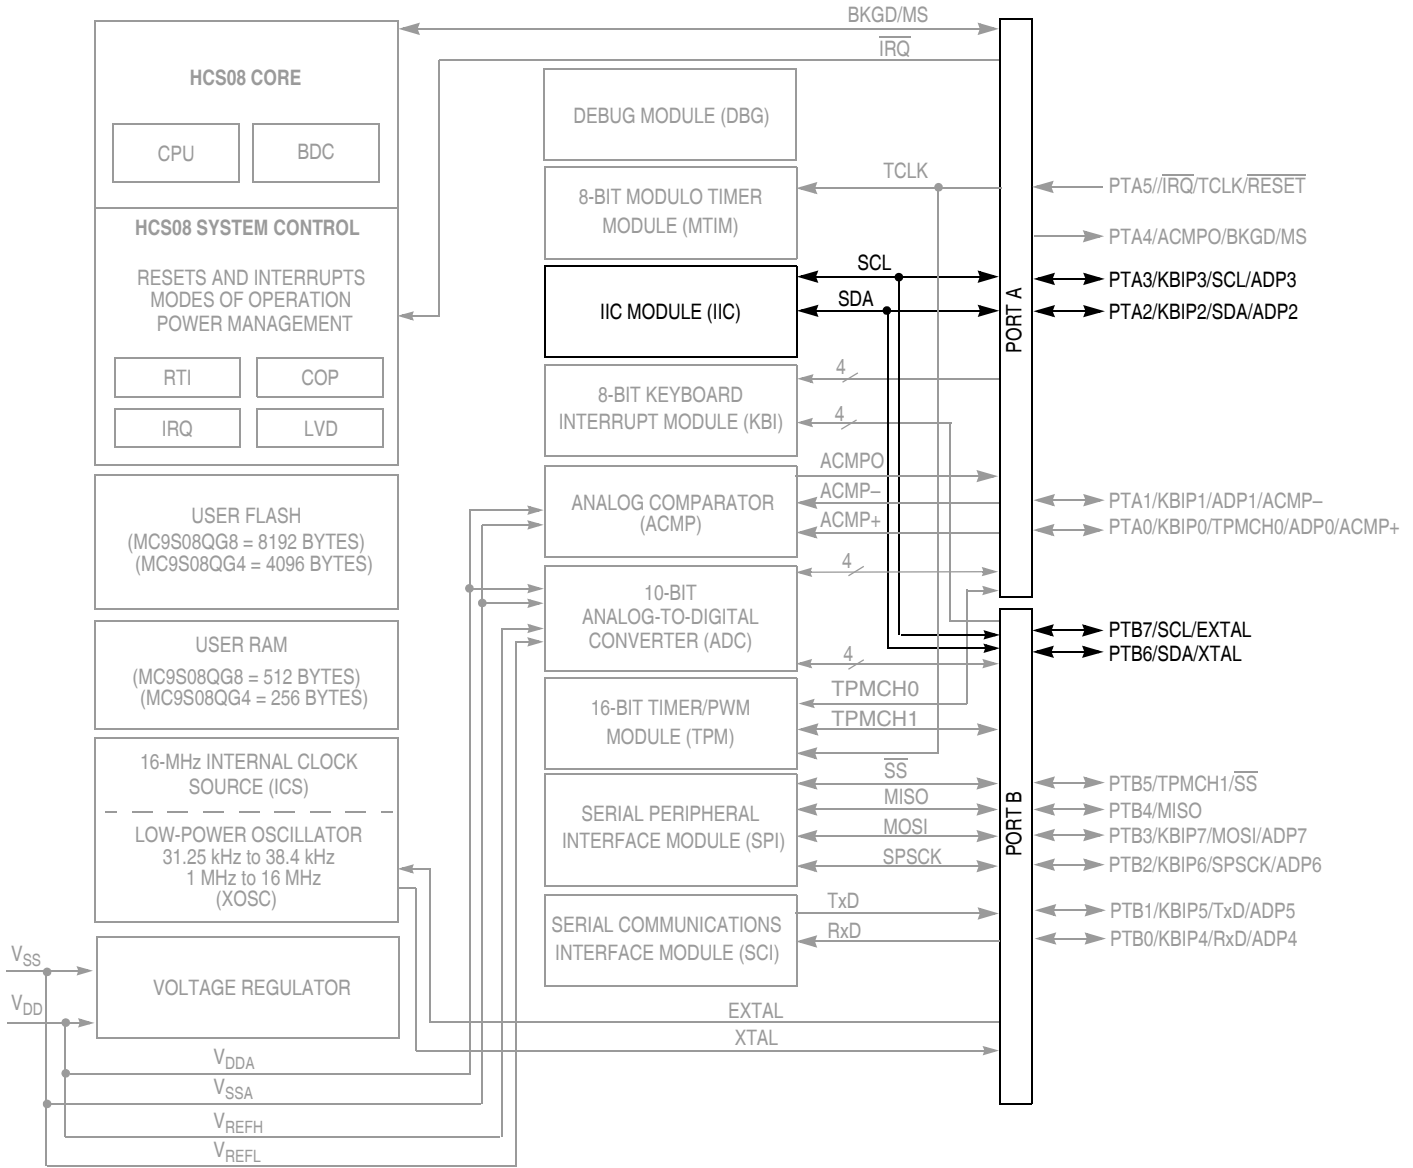 BKGD/MS
IRQ
HCS08 CORE
CPU
BDC
HCS08 SYSTEM CONTROL
RESETS AND INTERRUPTS
MODES OF OPERATION
POWER MANAGEMENT
RTI
COP
IRQ
LVD
USER FLASH
(MC9S08QG8 = 8192 BYTES)
(MC9S08QG4 = 4096 BYTES)
USER RAM
(MC9S08QG8 = 512 BYTES)
(MC9S08QG4 = 256 BYTES)
16-MHz INTERNAL CLOCK
SOURCE (ICS)
LOW-POWER OSCILLATOR
31.25 kHz to 38.4 kHz
1 MHz to 16 MHz
(XOSC)
VSS
VDD
VOLTAGE REGULATOR
VDDA
VSSA
VREFH
VREFL
DEBUG MODULE (DBG)
8-BIT MODULO TIMER
MODULE (MTIM)
TCLK
IIC MODULE (IIC)
SCL
SDA
8-BIT KEYBOARD
INTERRUPT MODULE (KBI)
4
4
ANALOG COMPARATOR
(ACMP)
ACMPO
ACMP–
ACMP+
10-BIT
ANALOG-TO-DIGITAL
CONVERTER (ADC)
4
4
16-BIT TIMER/PWM
MODULE (TPM)
TPMCH0
TPMCH1
SERIAL PERIPHERAL
INTERFACE MODULE (SPI)
SS
MISO
MOSI
SPSCK
SERIAL COMMUNICATIONS
INTERFACE MODULE (SCI)
TxD
RxD
EXTAL
XTAL
PORT A
PORT B
PTA5//IRQ/TCLK/RESET
PTA4/ACMPO/BKGD/MS
PTA3/KBIP3/SCL/ADP3
PTA2/KBIP2/SDA/ADP2
PTA1/KBIP1/ADP1/ACMP–
PTA0/KBIP0/TPMCH0/ADP0/ACMP+
PTB7/SCL/EXTAL
PTB6/SDA/XTAL
PTB5/TPMCH1/SS
PTB4/MISO
PTB3/KBIP7/MOSI/ADP7
PTB2/KBIP6/SPSCK/ADP6
PTB1/KBIP5/TxD/ADP5
PTB0/KBIP4/RxD/ADP4